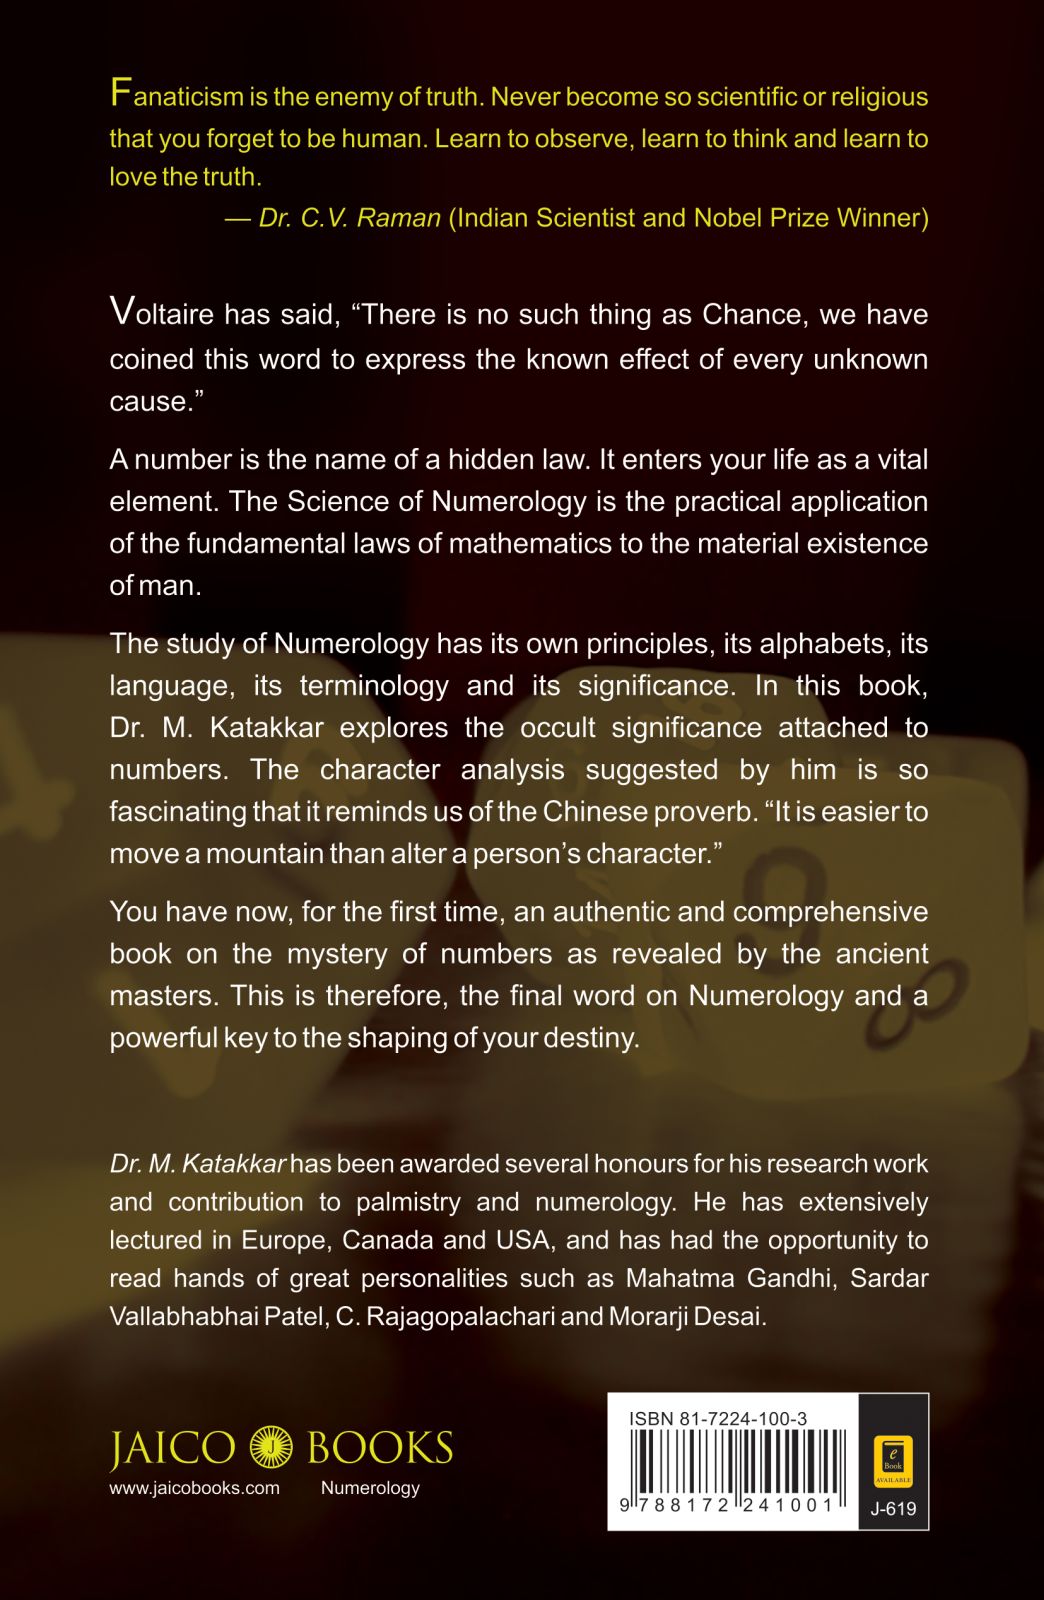 Fanaticism is the enemy of truth. Never become so scientific or religious
that you forget to be human. Learn to observe, learn to think and learn to
love the truth.
— Dr. C.V. Raman (Indian Scientist and Nobel Prize Winner)
Voltaire has said, “There is no such thing as Chance, we have
coined this word to express the known effect of every unknown
cause.”
A number is the name of a hidden law. It enters your life as a vital
element. The Science of Numerology is the practical application
of the fundamental laws of mathematics to the material existence
of man.
The study of Numerology has its own principles, its alphabets, its
language, its terminology and its significance. In this book,
Dr. M. Katakkar explores the occult significance attached to
numbers. The character analysis suggested by him is so
fascinating that it reminds us of the Chinese proverb. “It is easier to
move a mountain than alter a person’s character.”
You have now, for the first time, an authentic and comprehensive
book on the mystery of numbers as revealed by the ancient
masters. This is therefore, the final word on Numerology and a
powerful key to the shaping of your destiny.
Dr. M. Katakkar has been awarded several honours for his research work
and contribution to palmistry and numerology. He has extensively
lectured in Europe, Canada and USA, and has had the opportunity to
read hands of great personalities such as Mahatma Gandhi, Sardar
Vallabhabhai Patel, C. Rajagopalachari and Morarji Desai.
JAICO J BOOKS
www.jaicobooks.com Numerology
ISBN 81-7224-100-3
9 788172 241001
e
Book
AVAILABLE
J-619
4
9
8